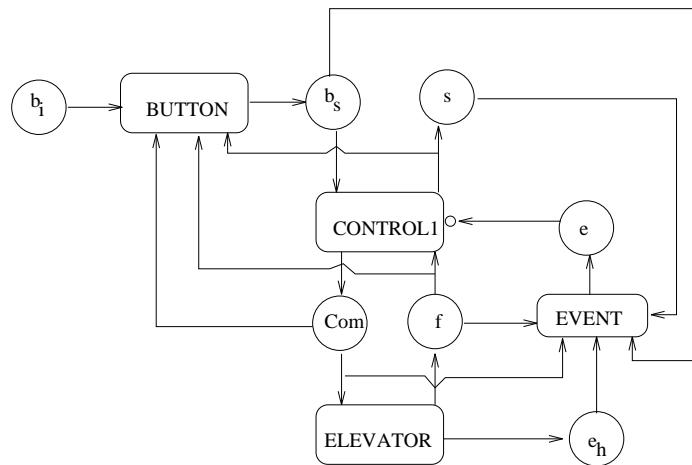 b_i
BUTTON
b_s
s
CONTROL1
e
Com
f
EVENT
ELEVATOR
e_h